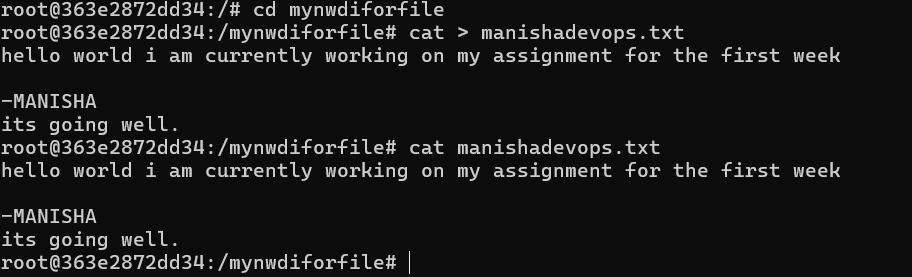 root@363e2872dd34:/# cd mynwdiforfile
root@363e2872dd34:/mynwdiforfile# cat > manishadevops.txt
hello world i am currently working on my assignment for the first week

-MANISHA
its going well.
root@363e2872dd34:/mynwdiforfile# cat manishadevops.txt
hello world i am currently working on my assignment for the first week

-MANISHA
its going well.
root@363e2872dd34:/mynwdiforfile#